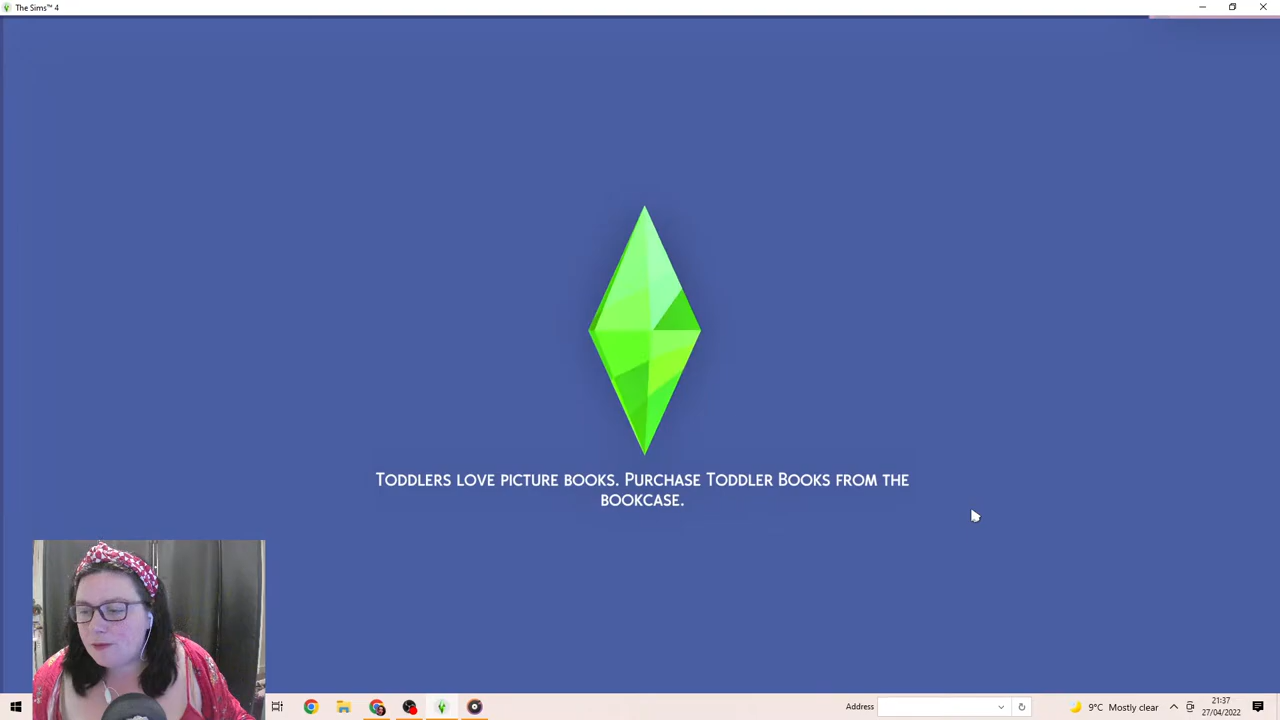 The Sims™ 4
TODDLERS LOVE PICTURE BOOKS. PURCHASE TODDLER BOOKS FROM THE
BOOKCASE.
Address
9°C Mostly clear
21:37
27/04/2022